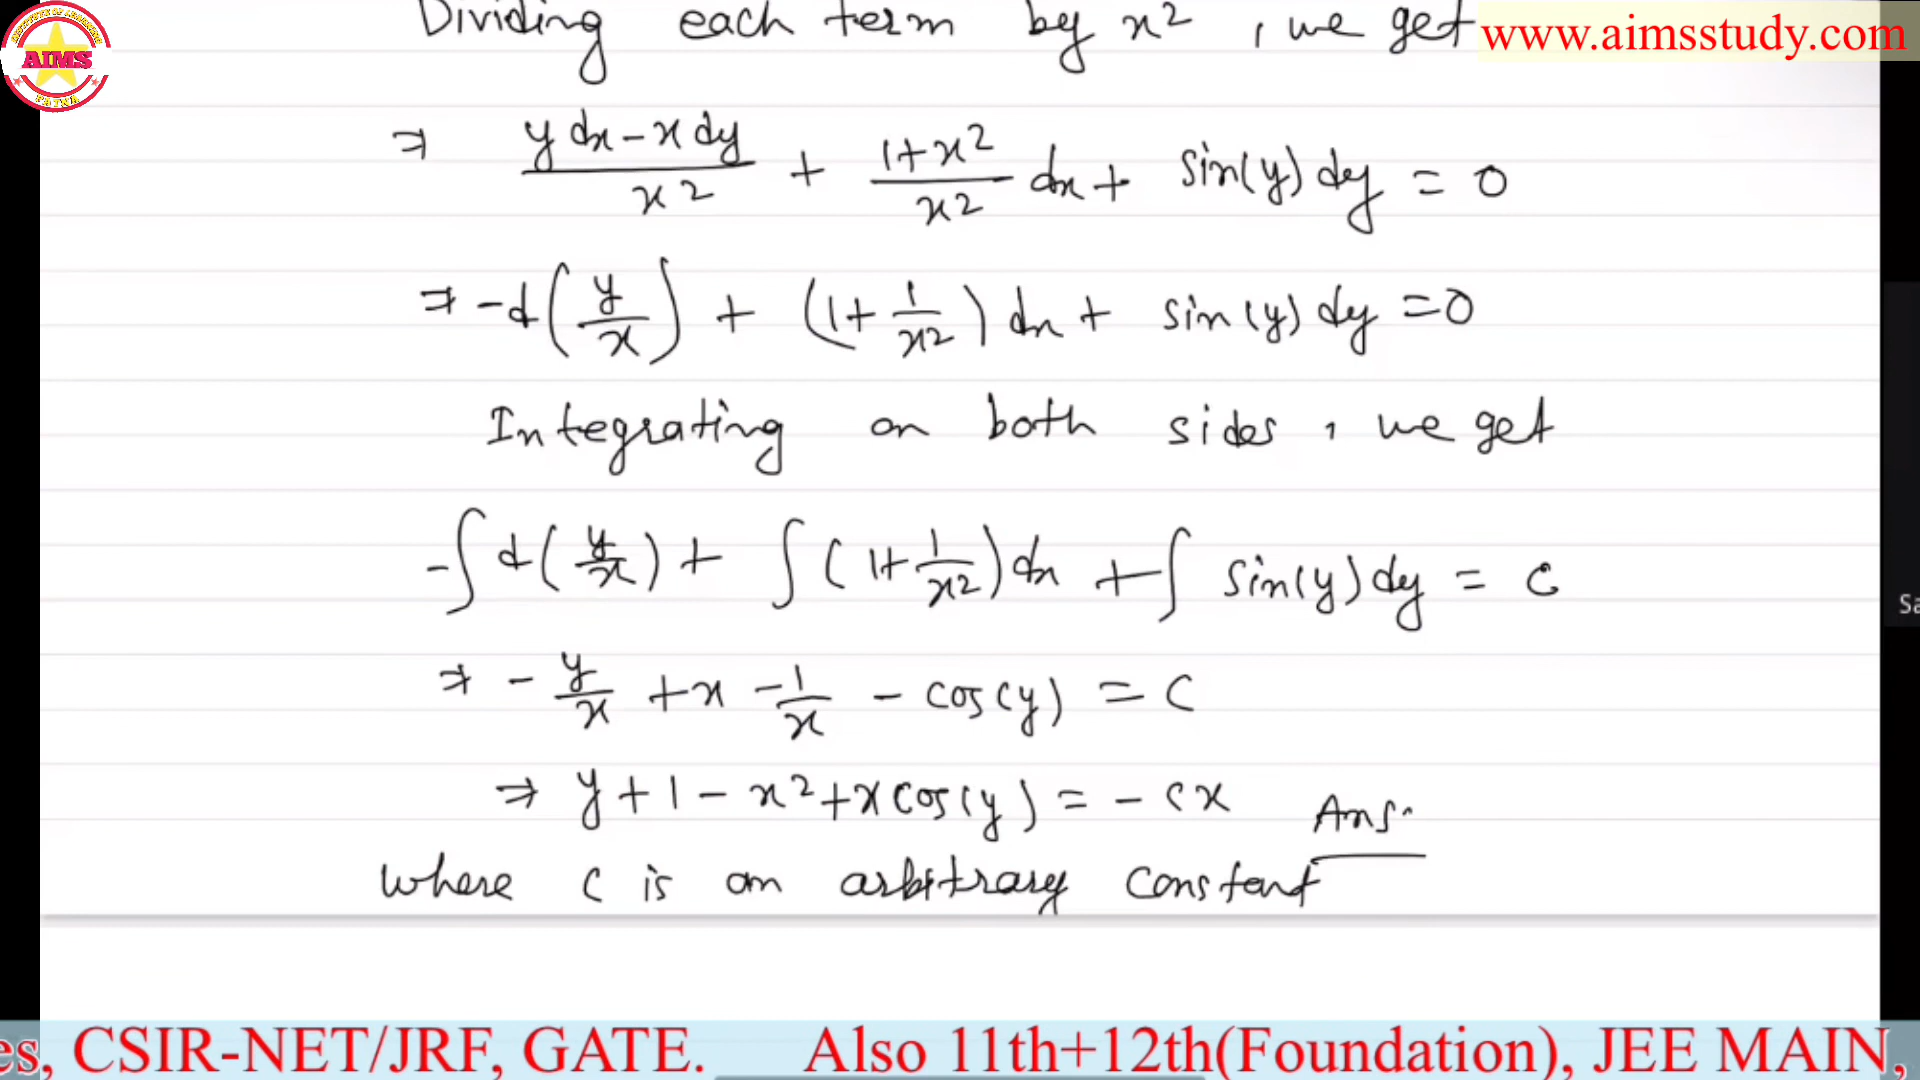 Dividing each term by x², we get
www.aimsstudy.com
AIMS
PATNA
⇒ (y dx - x dy)/x² + (1+x²)/x² dx + sin(y) dy = 0
⇒ -d(y/x) + (1+1/x²) dx + sin(y) dy = 0
Integrating on both sides, we get
-∫d(y/x) + ∫(1+1/x²) dx + ∫ sin(y) dy = c
Sa
⇒ -y/x + x - 1/x - cos(y) = c
⇒ y + 1 - x² + x cos(y) = - cx Ans.
where c is an arbitrary constant
es, CSIR-NET/JRF, GATE. Also 11th+12th(Foundation), JEE MAIN,